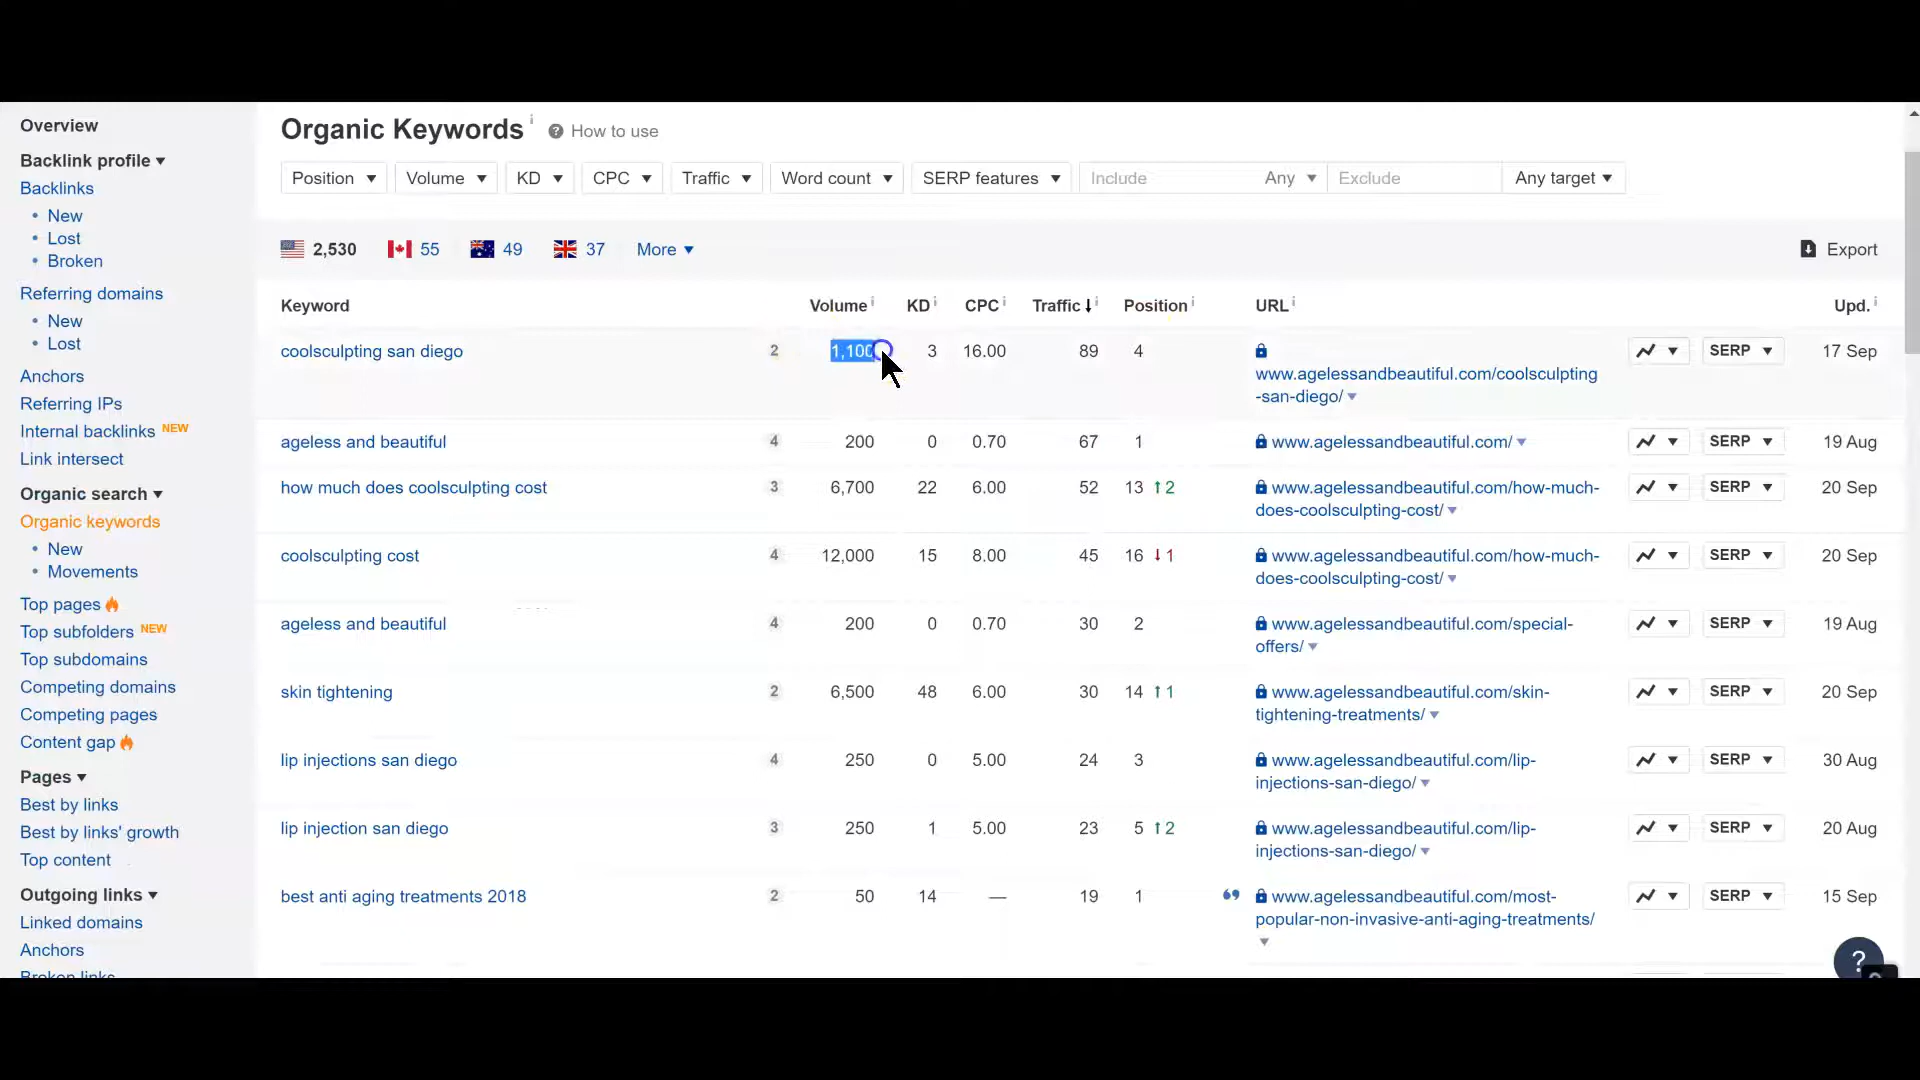 Overview
Backlink profile
Backlinks
New
Lost
Broken
Referring domains
New
Lost
Anchors
Referring IPs
Internal backlinks NEW
Link intersect
Organic search
Organic keywords
New
Movements
Top pages
Top subfolders NEW
Top subdomains
Competing domains
Competing pages
Content gap
Pages
Best by links
Best by links' growth
Top content
Outgoing links
Linked domains
Anchors
Broken links
Organic Keywords i ? How to use
Position Volume KD CPC Traffic Word count SERP features Include Any Exclude Any target
2,530 55 49 37 More Export
Keyword Volume i KD i CPC i Traffic i Position i URL i Upd. i
coolsculpting san diego 2 1,100 3 16.00 89 4 SERP 17 Sep
www.agelessandbeautiful.com/coolsculpting
-san-diego/
ageless and beautiful 4 200 0 0.70 67 1 www.agelessandbeautiful.com/ SERP 19 Aug
how much does coolsculpting cost 3 6,700 22 6.00 52 13 ↑2 www.agelessandbeautiful.com/how-much- SERP 20 Sep
does-coolsculpting-cost/
coolsculpting cost 4 12,000 15 8.00 45 16 ↓1 www.agelessandbeautiful.com/how-much- SERP 20 Sep
does-coolsculpting-cost/
ageless and beautiful 4 200 0 0.70 30 2 www.agelessandbeautiful.com/special- SERP 19 Aug
offers/
skin tightening 2 6,500 48 6.00 30 14 ↑1 www.agelessandbeautiful.com/skin- SERP 20 Sep
tightening-treatments/
lip injections san diego 4 250 0 5.00 24 3 www.agelessandbeautiful.com/lip- SERP 30 Aug
injections-san-diego/
lip injection san diego 3 250 1 5.00 23 5 ↑2 www.agelessandbeautiful.com/lip- SERP 20 Aug
injections-san-diego/
best anti aging treatments 2018 2 50 14 — 19 1 www.agelessandbeautiful.com/most- SERP 15 Sep
popular-non-invasive-anti-aging-treatments/
?